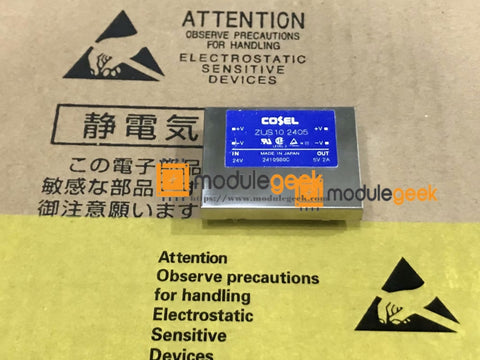 ATTENTION
OBSERVE PRECAUTIONS
FOR HANDLING
ELECTROSTATIC
SENSITIVE
DEVICES
静電気
この電子部品
敏感な部品
御注意います
COSEL
ZUS 10 2405
+V +V
-V -V
IN MADE IN JAPAN OUT
24V 5V 2A
modulegeek
https://www.modulegeek.com
modulegeek
Attention
Observe precautions
for handling
Electrostatic
Sensitive
Devices